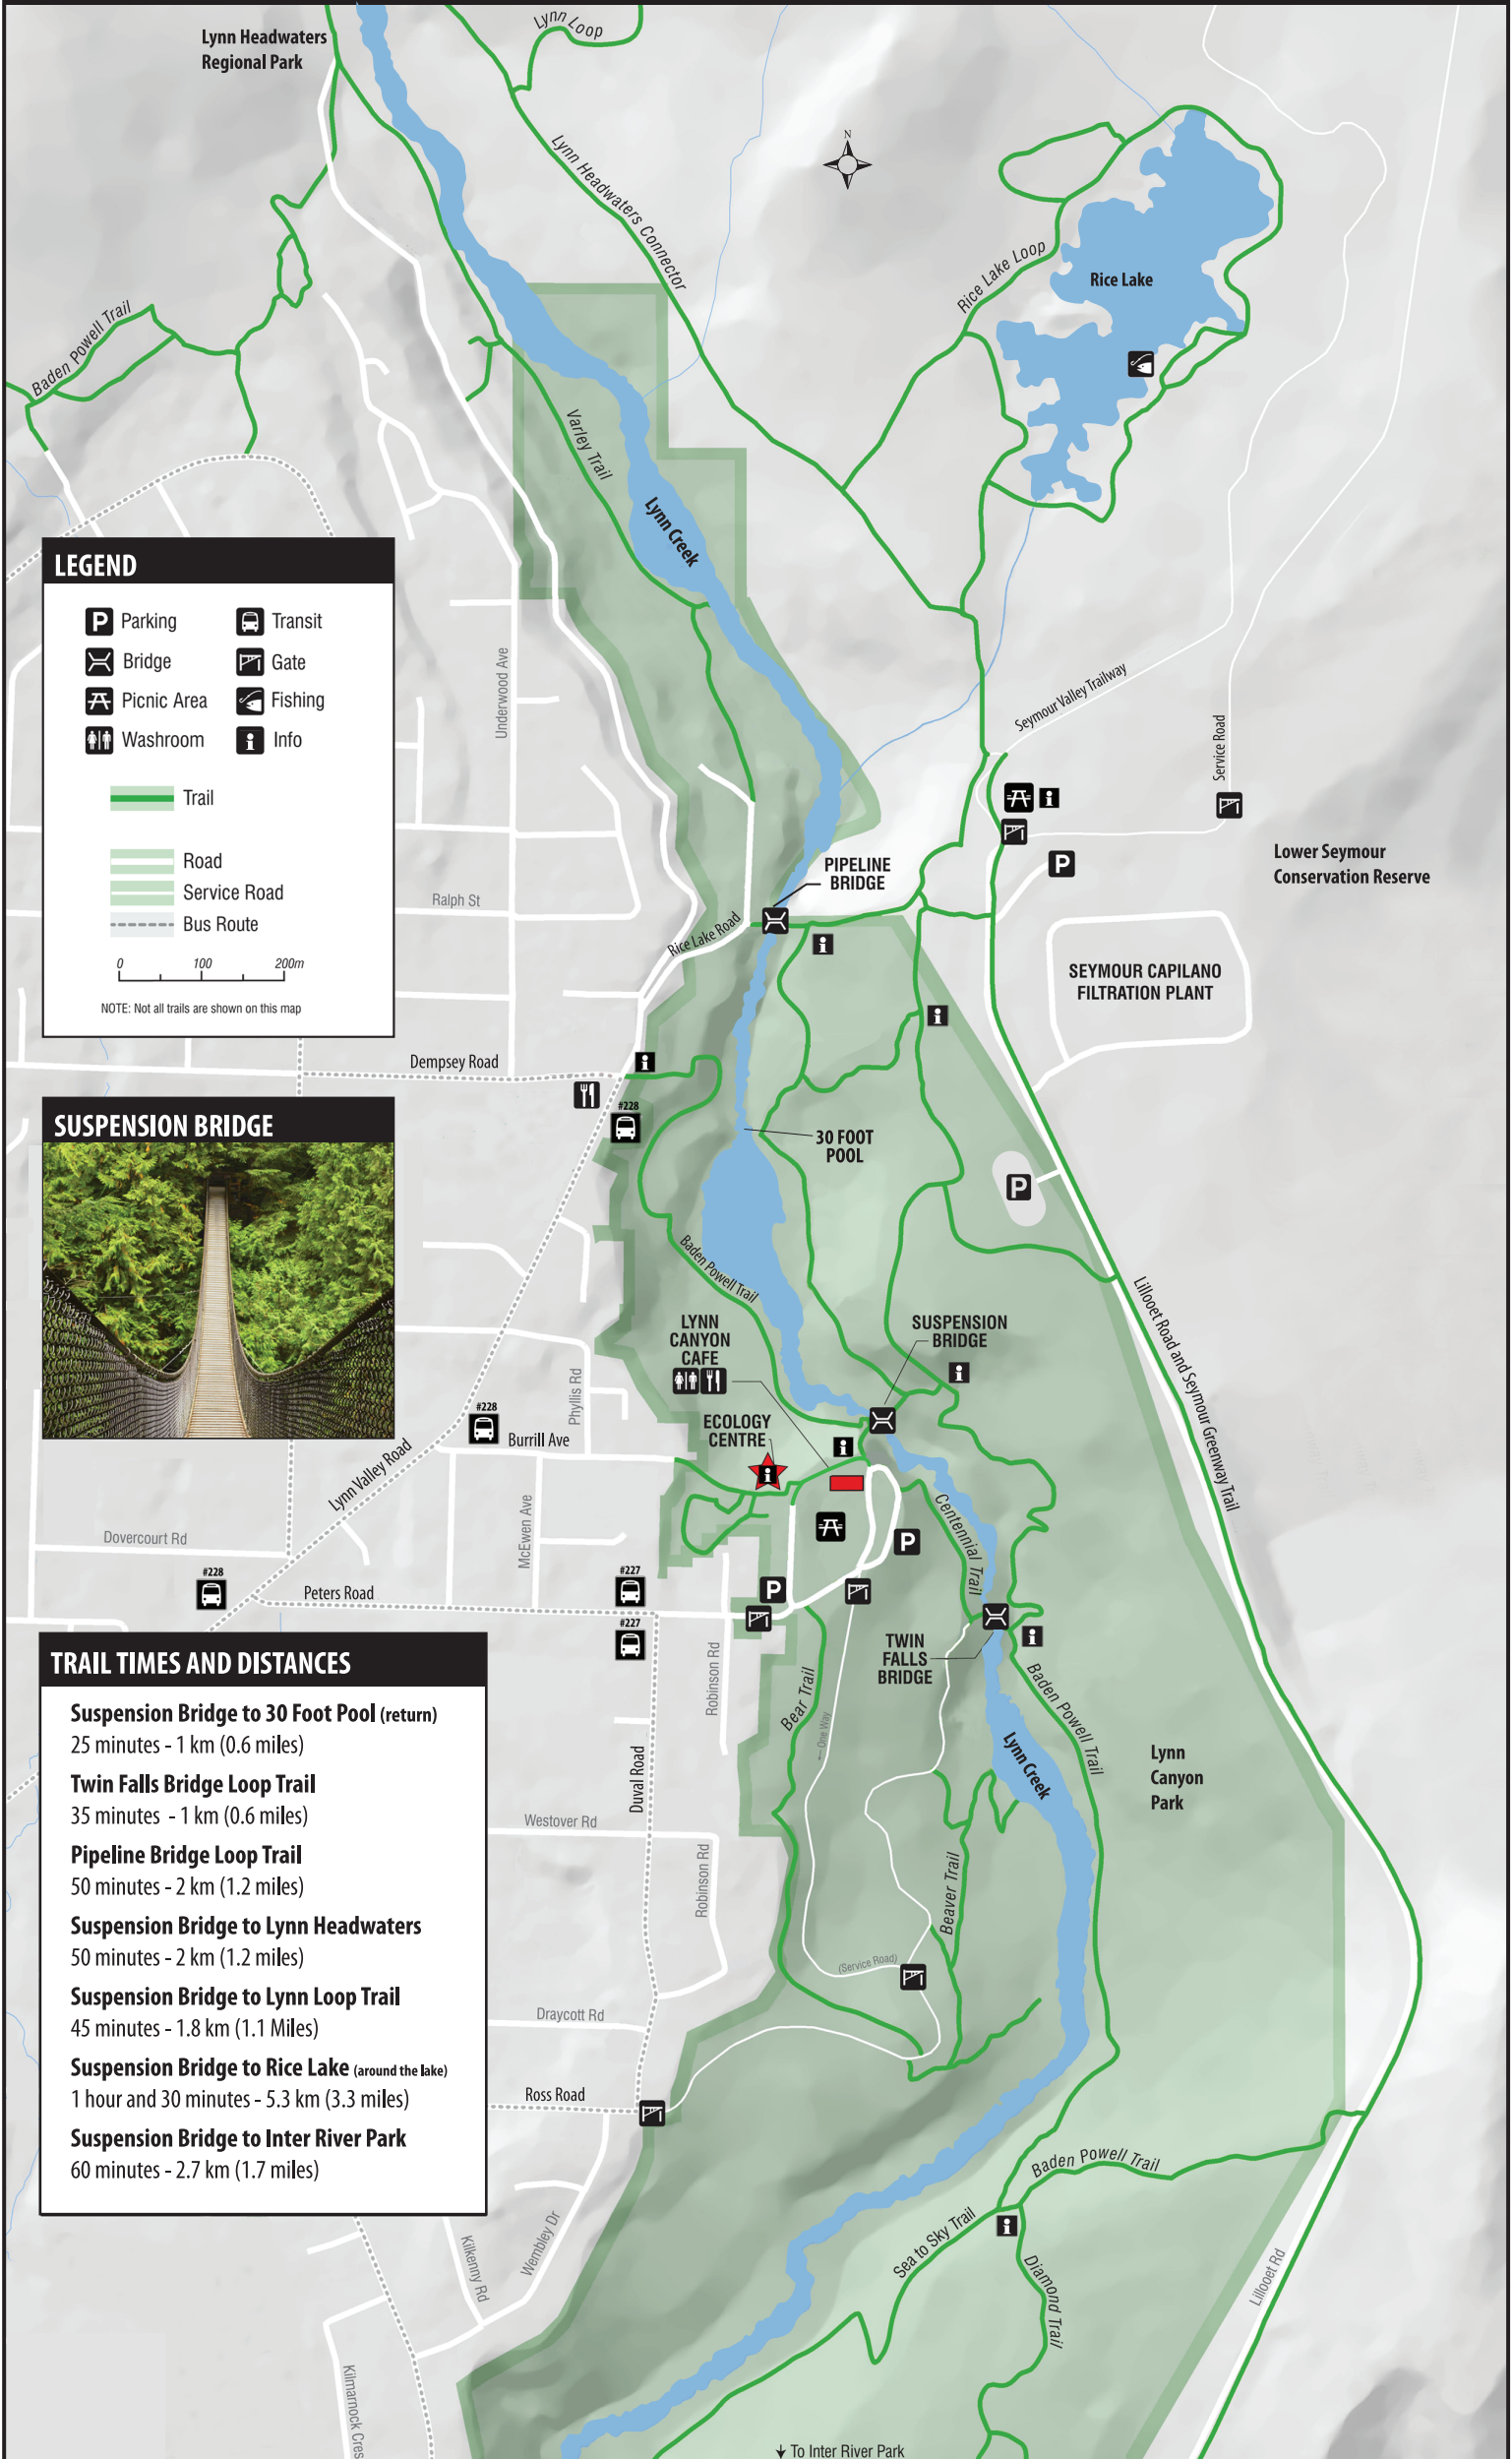 Lynn Headwaters
Regional Park
Lynn Loop
Lynn Headwaters Connector
N
Rice Lake Loop
Rice Lake
Baden Powell Trail
Varley Trail
Lynn Creek
LEGEND
P Parking
Transit
Bridge
Gate
Picnic Area
Fishing
Washroom
i Info
Trail
Road
Service Road
Bus Route
0 100 200m
NOTE: Not all trails are shown on this map
Underwood Ave
Seymour Valley Trailway
Service Road
i
P
Lower Seymour
Conservation Reserve
PIPELINE
BRIDGE
Ralph St
Rice Lake Road
i
SEYMOUR CAPILANO
FILTRATION PLANT
i
Dempsey Road
i
#228
30 FOOT
POOL
P
SUSPENSION BRIDGE
Baden Powell Trail
Lillooet Road and Seymour Greenway Trail
LYNN
CANYON
CAFE
SUSPENSION
BRIDGE
i
Phyllis Rd
#228
Burrill Ave
ECOLOGY
CENTRE
i
i
Lynn Valley Road
McEwen Ave
Centennial Trail
Dovercourt Rd
P
#228
Peters Road
#227
#227
P
TWIN
FALLS
BRIDGE
i
Robinson Rd
Bear Trail
← One Way
Baden Powell Trail
Lynn Creek
Lynn
Canyon
Park
TRAIL TIMES AND DISTANCES
Suspension Bridge to 30 Foot Pool (return)
25 minutes - 1 km (0.6 miles)
Twin Falls Bridge Loop Trail
35 minutes - 1 km (0.6 miles)
Pipeline Bridge Loop Trail
50 minutes - 2 km (1.2 miles)
Suspension Bridge to Lynn Headwaters
50 minutes - 2 km (1.2 miles)
Suspension Bridge to Lynn Loop Trail
45 minutes - 1.8 km (1.1 Miles)
Suspension Bridge to Rice Lake (around the lake)
1 hour and 30 minutes - 5.3 km (3.3 miles)
Suspension Bridge to Inter River Park
60 minutes - 2.7 km (1.7 miles)
Duval Road
Westover Rd
Robinson Rd
Beaver Trail
(Service Road)
Draycott Rd
Ross Road
Baden Powell Trail
Sea to Sky Trail
i
Diamond Trail
Lillooet Rd
Kilkenny Rd
Wembley Dr
Kilmarnock Cres
↓ To Inter River Park